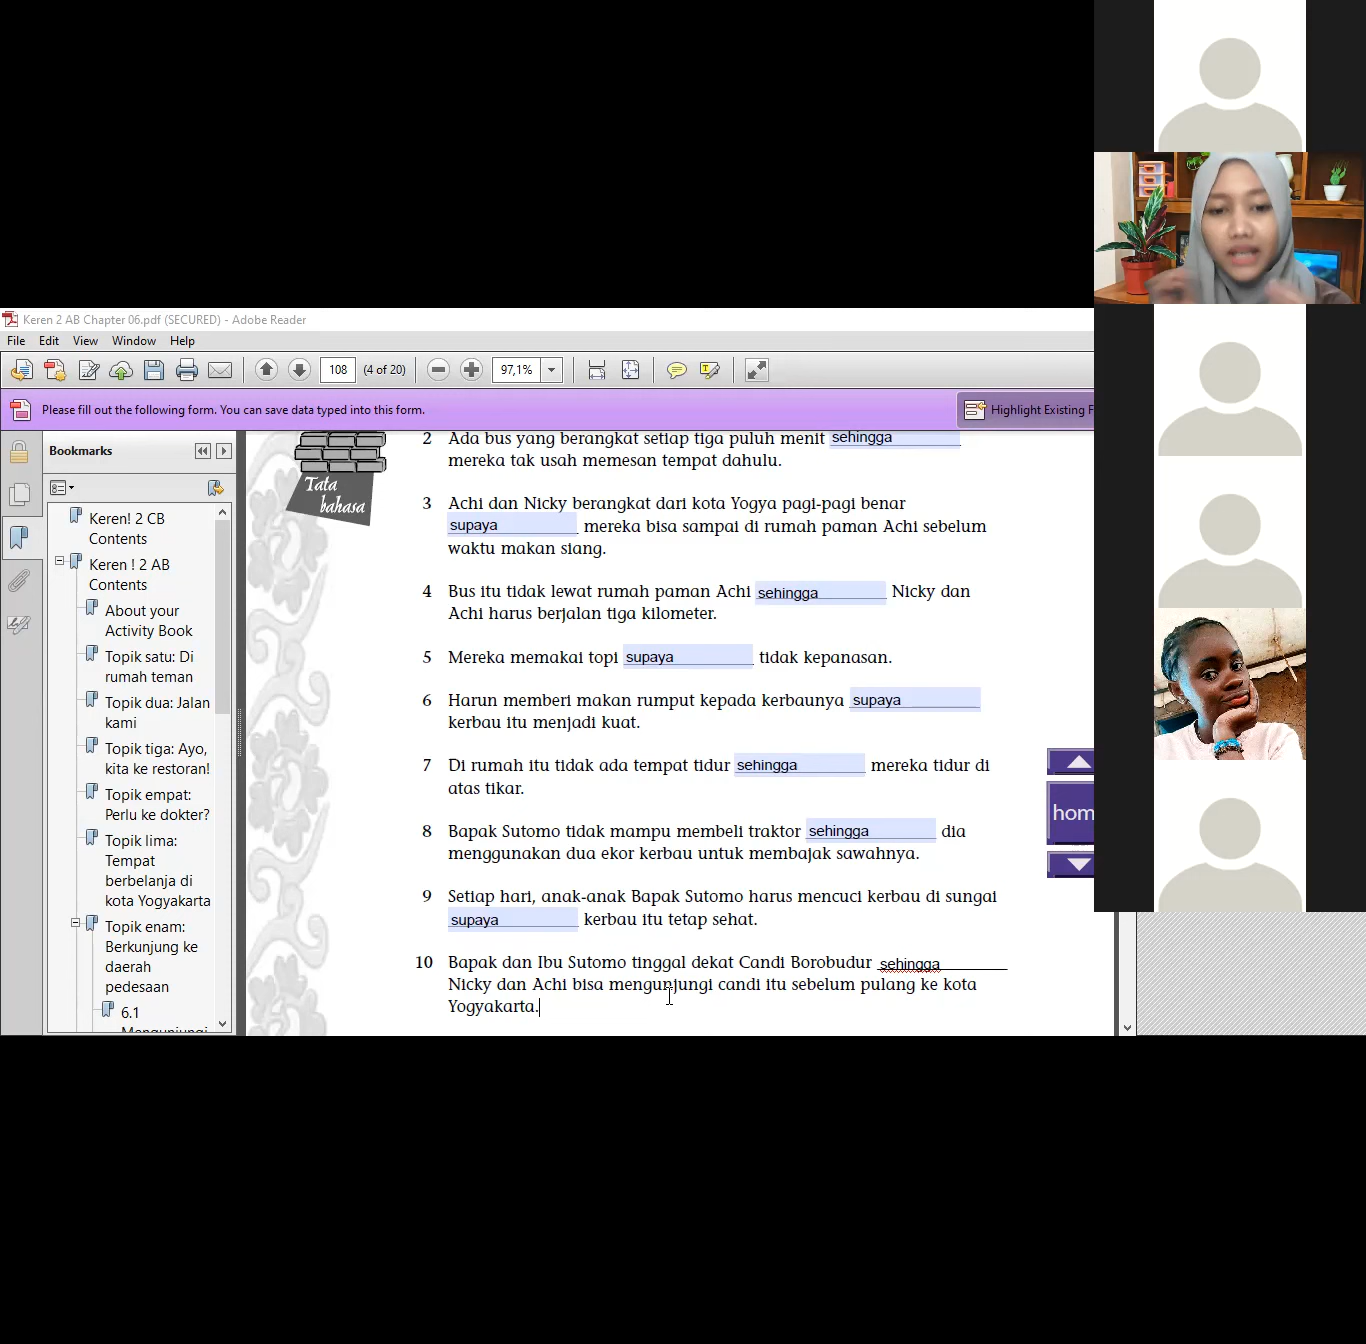 Keren 2 AB Chapter 06.pdf (SECURED) - Adobe Reader
File Edit View Window Help
108 (4 of 20) 97,1%
Please fill out the following form. You can save data typed into this form.
Highlight Existing F
Bookmarks
Keren! 2 CB
Contents
Keren ! 2 AB
Contents
About your
Activity Book
Topik satu: Di
rumah teman
Topik dua: Jalan
kami
Topik tiga: Ayo,
kita ke restoran!
Topik empat:
Perlu ke dokter?
Topik lima:
Tempat
berbelanja di
kota Yogyakarta
Topik enam:
Berkunjung ke
daerah
pedesaan
6.1
Mengunjungi
Tata
bahasa
2 Ada bus yang berangkat setiap tiga puluh menit sehingga
mereka tak usah memesan tempat dahulu.
3 Achi dan Nicky berangkat dari kota Yogya pagi-pagi benar
supaya mereka bisa sampai di rumah paman Achi sebelum
waktu makan siang.
4 Bus itu tidak lewat rumah paman Achi sehingga Nicky dan
Achi harus berjalan tiga kilometer.
5 Mereka memakai topi supaya tidak kepanasan.
6 Harun memberi makan rumput kepada kerbaunya supaya
kerbau itu menjadi kuat.
7 Di rumah itu tidak ada tempat tidur sehingga mereka tidur di
atas tikar.
8 Bapak Sutomo tidak mampu membeli traktor sehingga dia
menggunakan dua ekor kerbau untuk membajak sawahnya.
9 Setiap hari, anak-anak Bapak Sutomo harus mencuci kerbau di sungai
supaya kerbau itu tetap sehat.
10 Bapak dan Ibu Sutomo tinggal dekat Candi Borobudur sehingga
Nicky dan Achi bisa mengunjungi candi itu sebelum pulang ke kota
Yogyakarta.
hom